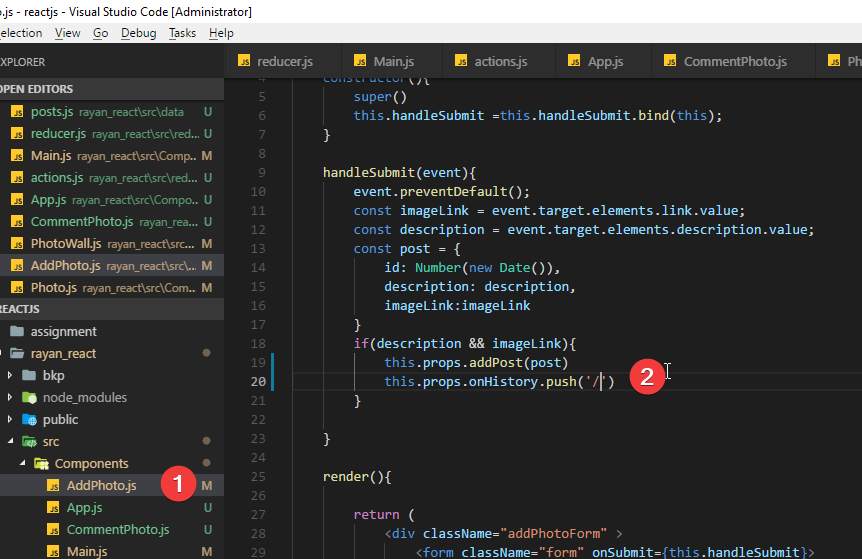 .js - reactjs - Visual Studio Code [Administrator]
election View Go Debug Tasks Help
XPLORER
reducer.js Main.js actions.js App.js CommentPhoto.js Ph
OPEN EDITORS
posts.js rayan_react\src\data U
reducer.js rayan_react\src\red... U
Main.js rayan_react\src\Comp... M
actions.js rayan_react\src\red... U
App.js rayan_react\src\Compo... U
CommentPhoto.js rayan_rea... U
PhotoWall.js rayan_react\src... M
AddPhoto.js rayan_react\src\... M
Photo.js rayan_react\src\Com... M
REACTJS
assignment
rayan_react
bkp
node_modules
public
src
Components
AddPhoto.js 1 M
App.js U
CommentPhoto.js U
Main.js M
4 constructor(){
5 super()
6 this.handleSubmit =this.handleSubmit.bind(this);
7 }
8
9 handleSubmit(event){
10 event.preventDefault();
11 const imageLink = event.target.elements.link.value;
12 const description = event.target.elements.description.value;
13 const post = {
14 id: Number(new Date()),
15 description: description,
16 imageLink:imageLink
17 }
18 if(description && imageLink){
19 this.props.addPost(post)
20 this.props.onHistory.push('/') 2
21 }
22
23 }
24
25 render(){
26
27 return (
28 <div className="addPhotoForm" >
29 <form className="form" onSubmit={this.handleSubmit}>